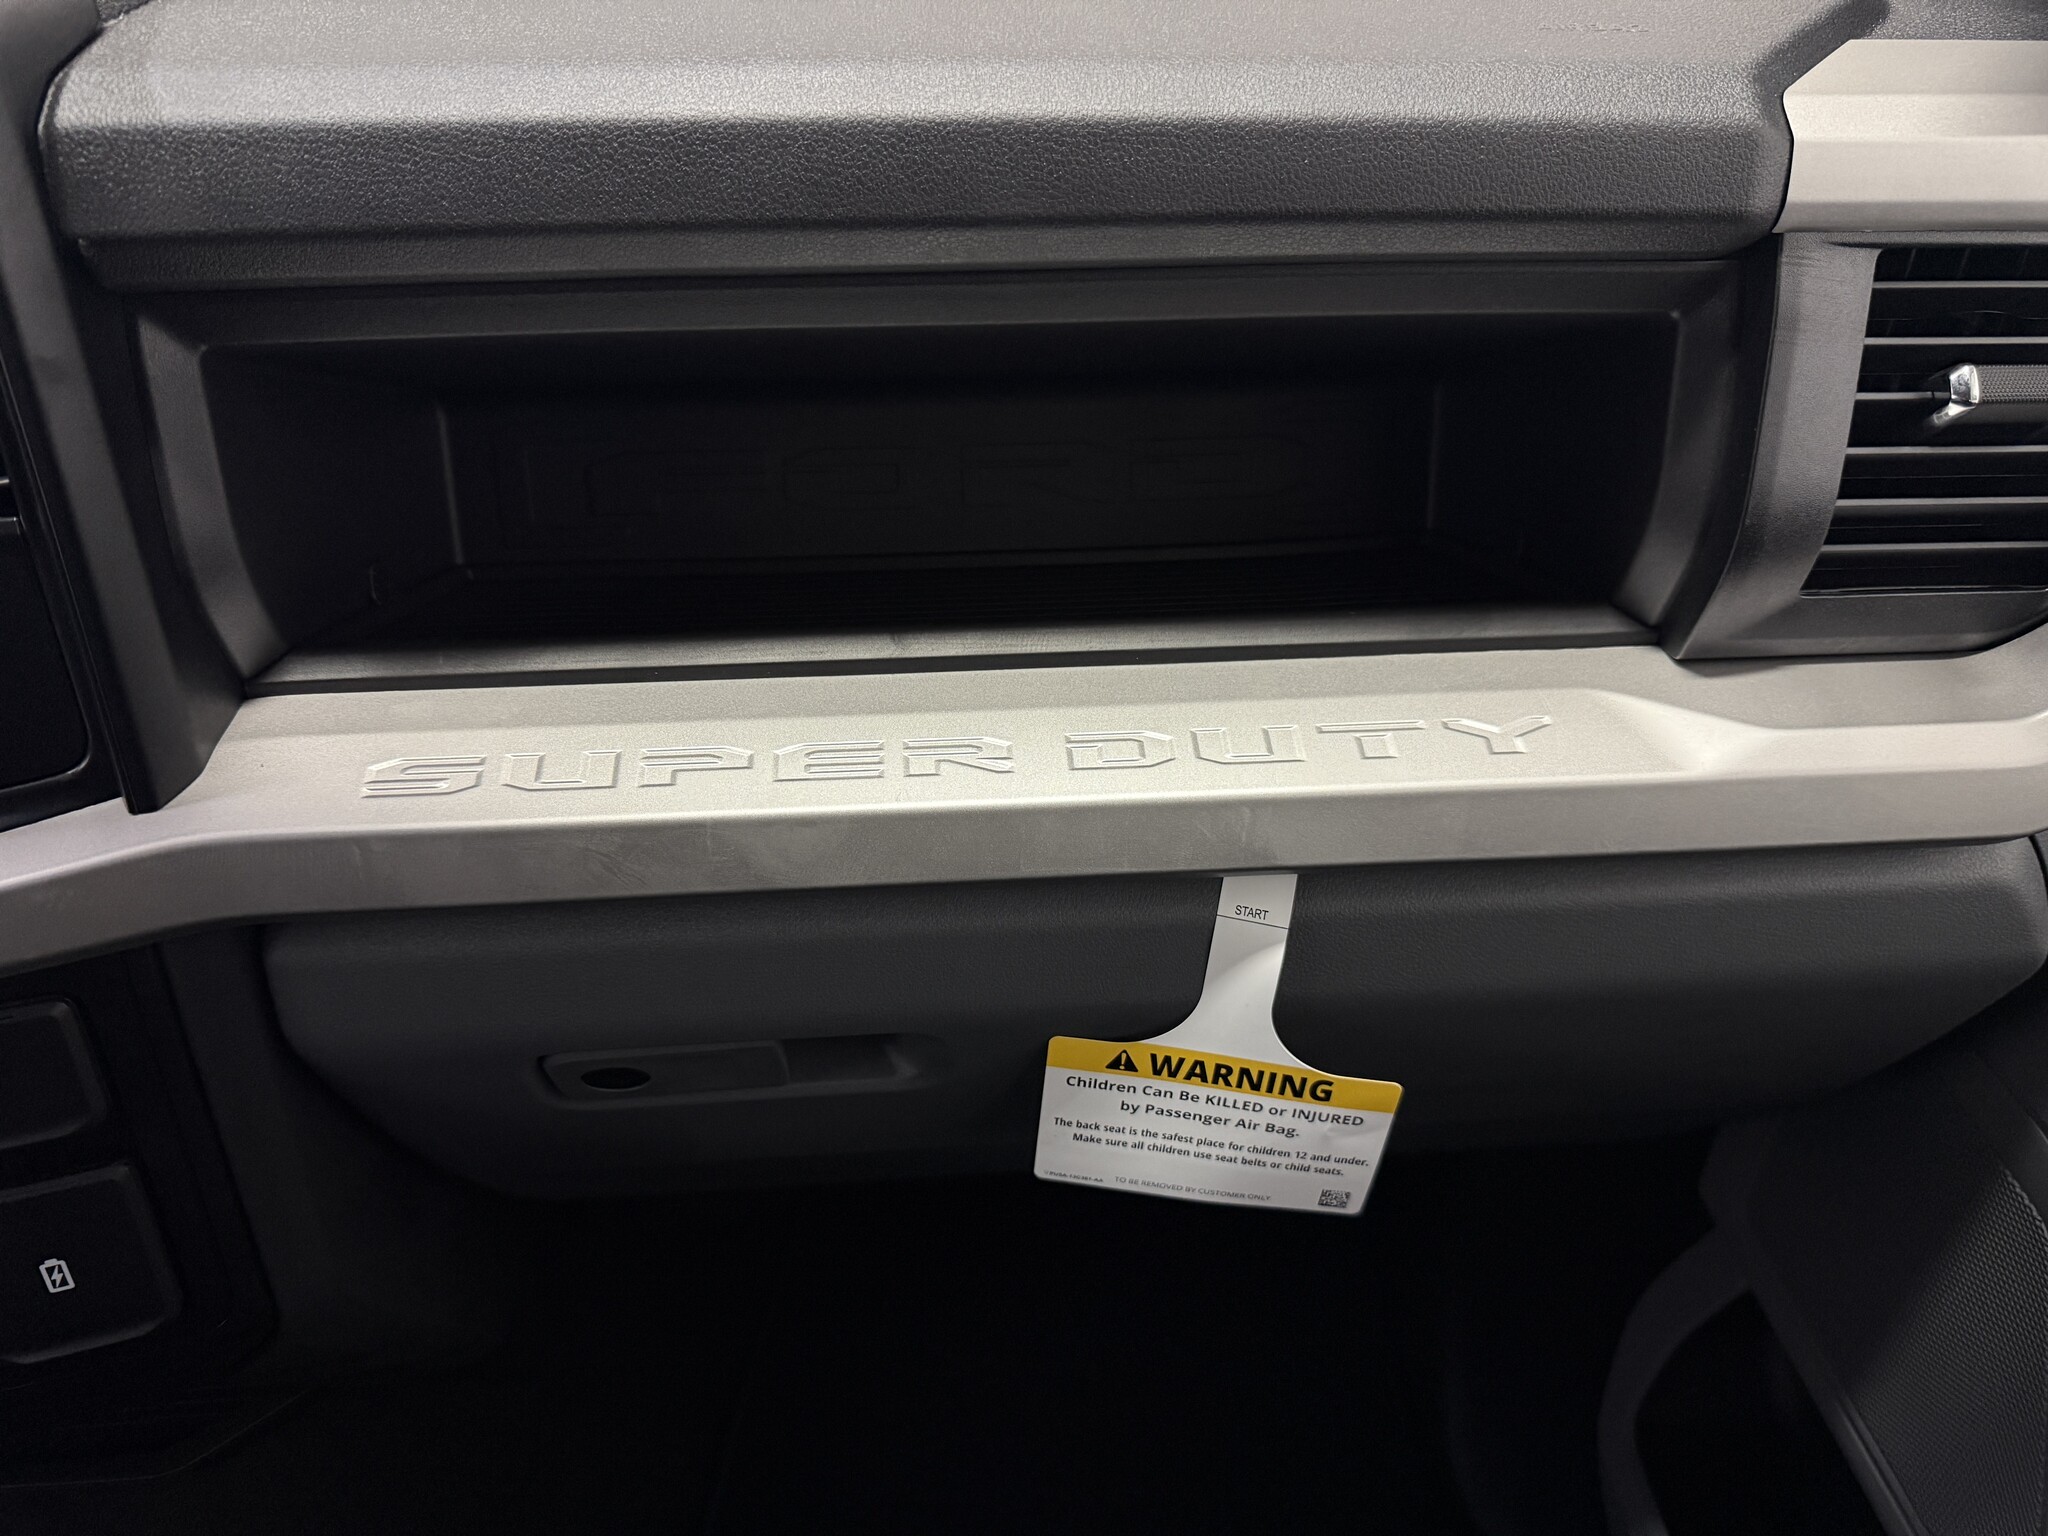 FORD
SUPER DUTY
START
WARNING
Children Can Be KILLED or INJURED
by Passenger Air Bag.
The back seat is the safest place for children 12 and under.
Make sure all children use seat belts or child seats.
TO BE REMOVED BY CUSTOMER ONLY